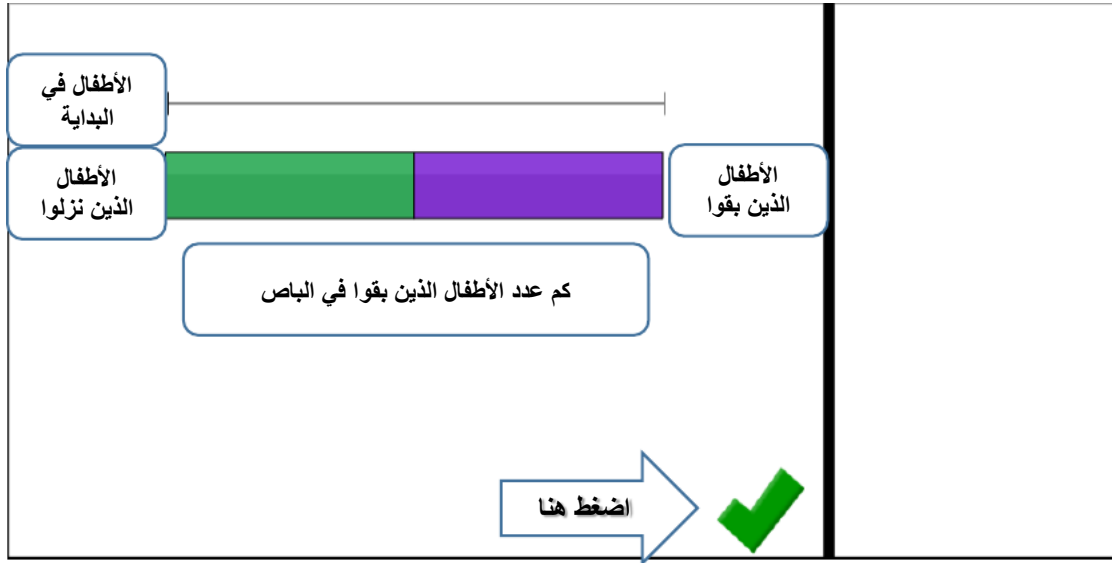 الأطفال في
البداية
الأطفال
الذين بقوا
الأطفال
الذين نزلوا
كم عدد الأطفال الذين بقوا في الباص
اضغط هنا